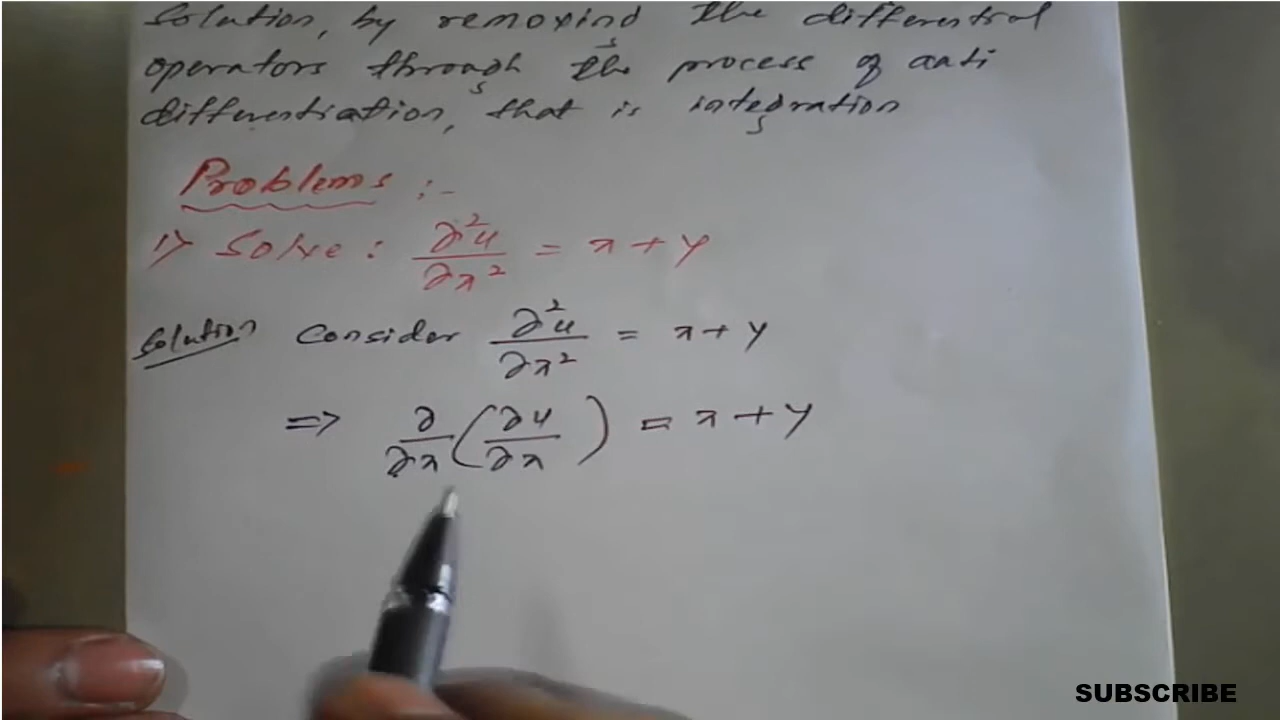 Solution, by removing the differential
operators through the process of anti
differentiation, that is integration
Problems :-
1) Solve : ∂²u/∂x² = x + y
Solution Consider ∂²u/∂x² = x + y
=> ∂/∂x (∂u/∂x) = x + y
SUBSCRIBE